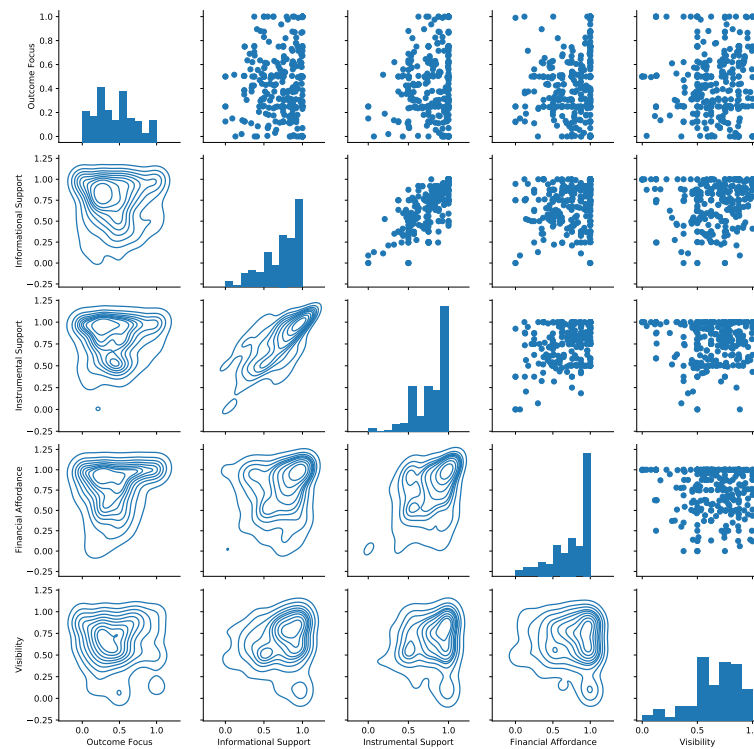 1.0
0.8
0.6
0.4
0.2
0.0
Outcome Focus
1.25
1.00
0.75
0.50
0.25
0.00
−0.25
Informational Support
1.25
1.00
0.75
0.50
0.25
0.00
−0.25
Instrumental Support
1.25
1.00
0.75
0.50
0.25
0.00
−0.25
Financial Affordance
1.25
1.00
0.75
0.50
0.25
0.00
−0.25
Visibility
0.0 0.5 1.0
Outcome Focus
0.0 0.5 1.0
Informational Support
0.0 0.5 1.0
Instrumental Support
0.0 0.5 1.0
Financial Affordance
0.0 0.5
Visibility